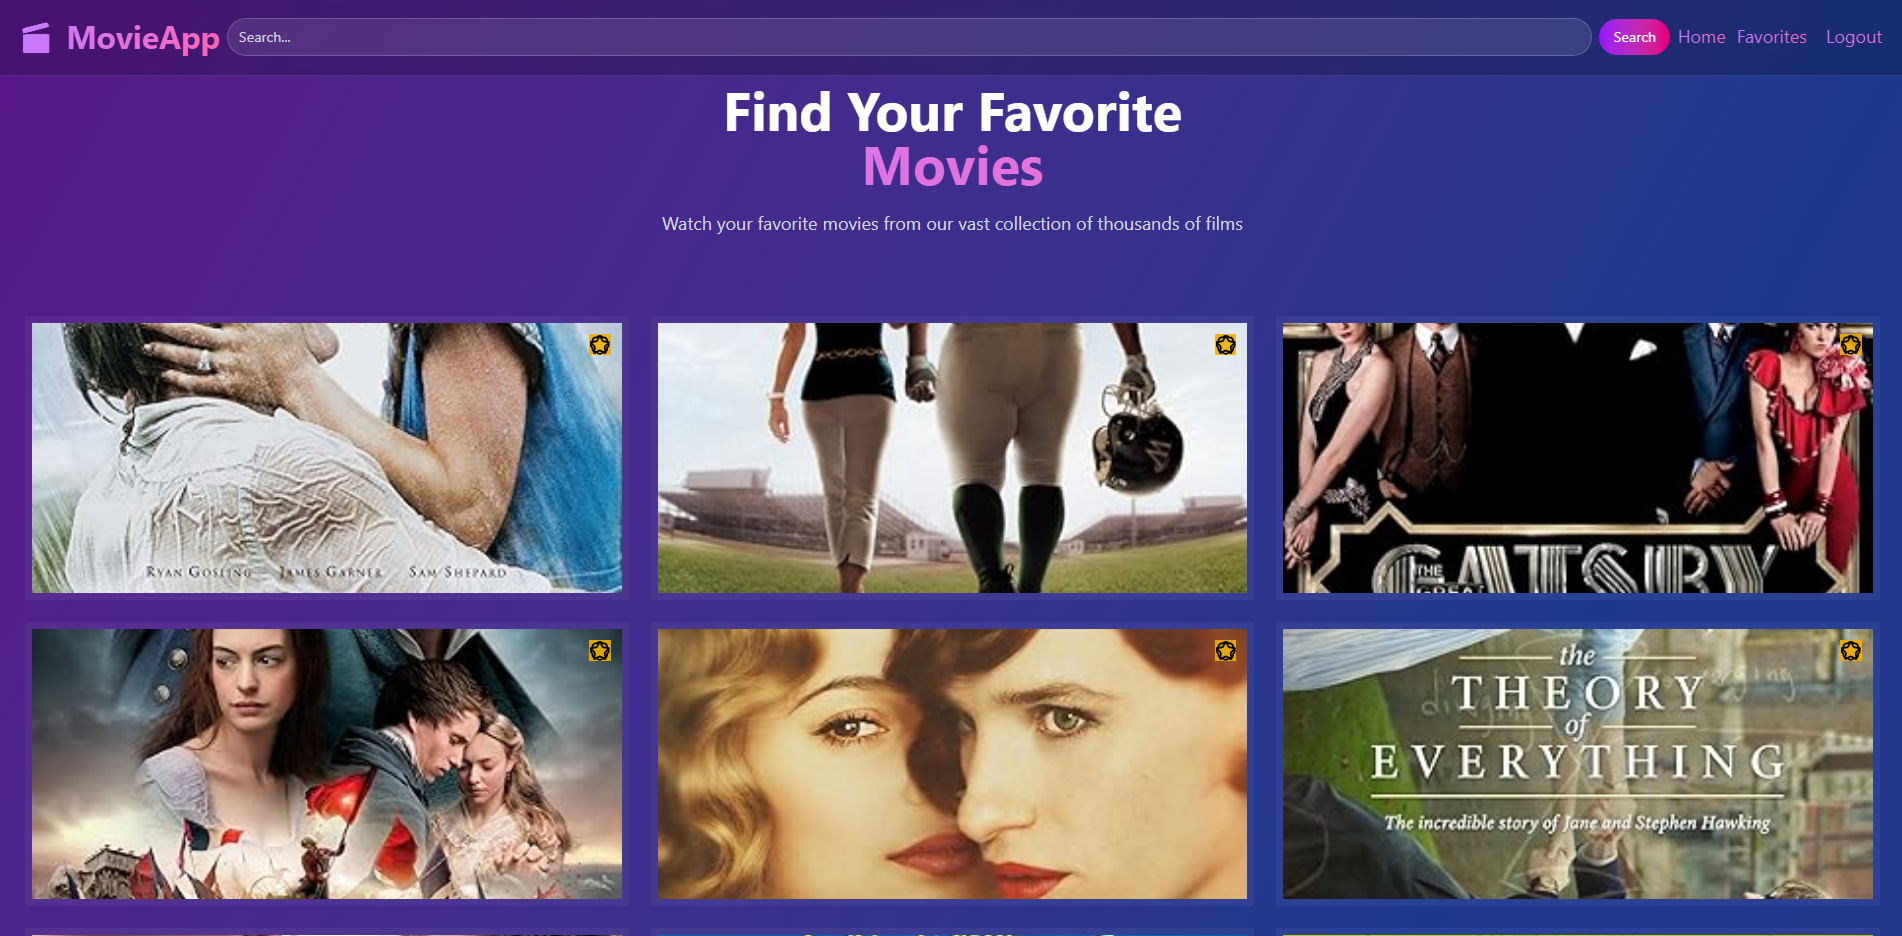 MovieApp
Search...
Search
Home
Favorites
Logout
Find Your Favorite
Movies
Watch your favorite movies from our vast collection of thousands of films
RYAN GOSLING JAMES GARNER SAM SHEPARD
THE
GREAT
GATSBY
the
THEORY
of
EVERYTHING
The incredible story of Jane and Stephen Hawking